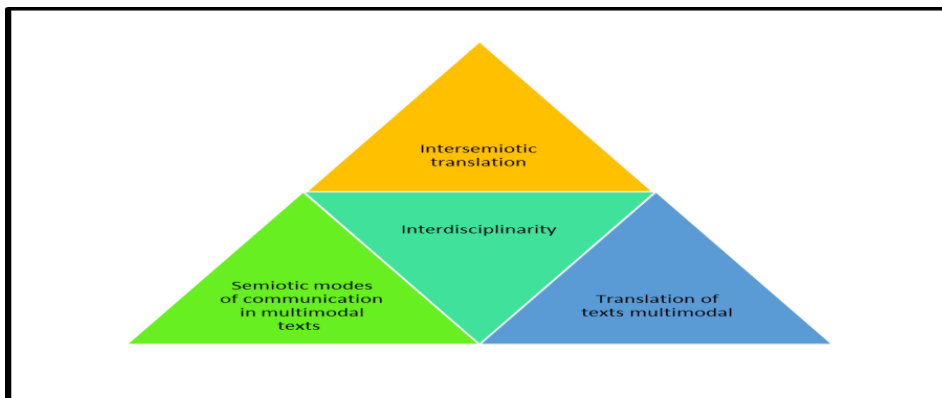 Intersemiotic
translation
Interdisciplinarity
Semiotic modes
of communication
in multimodal
texts
Translation of
texts multimodal